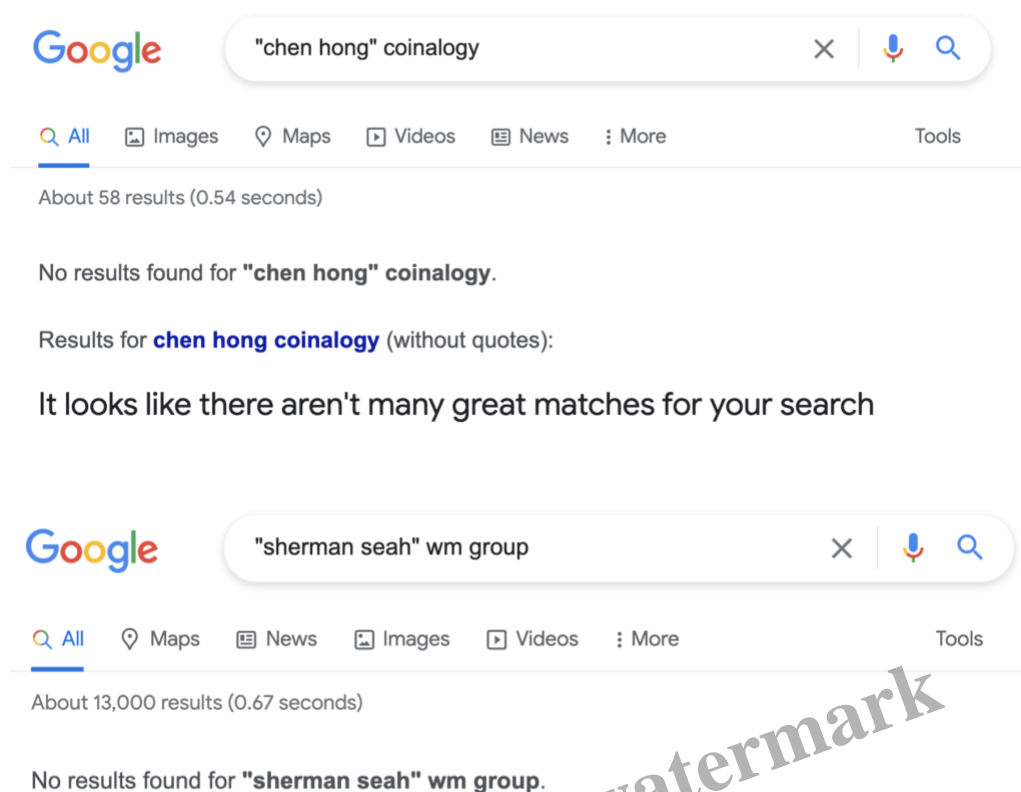 Google "chen hong" coinalogy
All Images Maps Videos News More Tools
About 58 results (0.54 seconds)
No results found for "chen hong" coinalogy.
Results for chen hong coinalogy (without quotes):
It looks like there aren't many great matches for your search
Google "sherman seah" wm group
All Maps News Images Videos More Tools
About 13,000 results (0.67 seconds)
No results found for "sherman seah" wm group.